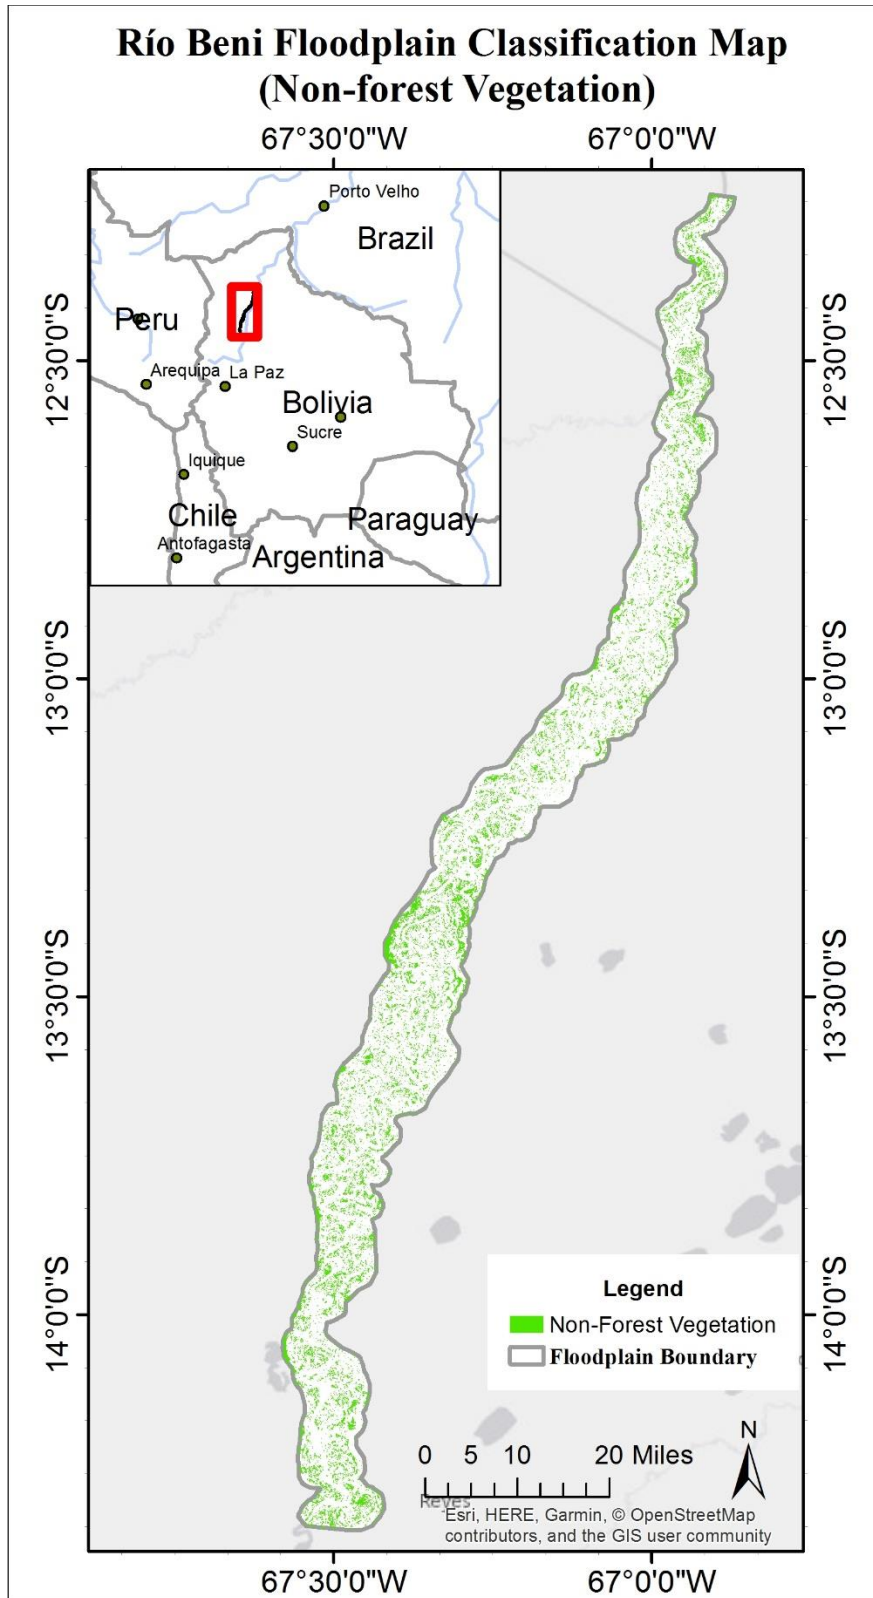 Río Beni Floodplain Classification Map
(Non-forest Vegetation)
67°30'0"W
67°0'0"W
Porto Velho
Brazil
Peru
Arequipa
La Paz
Bolivia
Sucre
Iquique
Chile
Paraguay
Antofagasta
Argentina
12°30'0"S
12°30'0"S
13°0'0"S
13°0'0"S
13°30'0"S
13°30'0"S
14°0'0"S
14°0'0"S
Legend
Non-Forest Vegetation
Floodplain Boundary
N
0 5 10 20 Miles
Reyes
Esri, HERE, Garmin, © OpenStreetMap
contributors, and the GIS user community
67°30'0"W
67°0'0"W